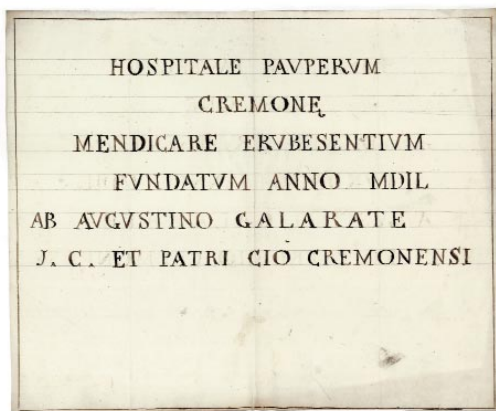 HOSPITALE PAVPERVM
CREMONĘ
MENDICARE ERVBESENTIVM
FVNDATVM ANNO MDIL
AB AVGVSTINO GALARATE
J. C. ET PATRI CIO CREMONENSI